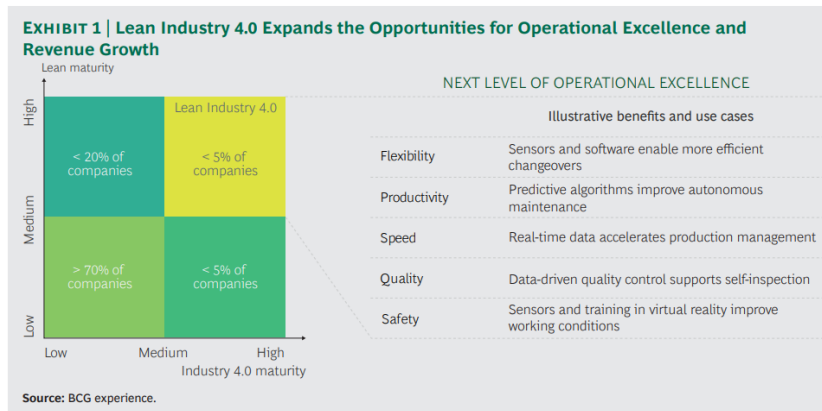 EXHIBIT 1 | Lean Industry 4.0 Expands the Opportunities for Operational Excellence and
Revenue Growth
Lean maturity
NEXT LEVEL OF OPERATIONAL EXCELLENCE
High
Medium
Low
Lean Industry 4.0
< 20% of
companies
< 5% of
companies
> 70% of
companies
< 5% of
companies
Low
Medium
High
Industry 4.0 maturity
Illustrative benefits and use cases
Flexibility
Sensors and software enable more efficient
changeovers
Productivity
Predictive algorithms improve autonomous
maintenance
Speed
Real-time data accelerates production management
Quality
Data-driven quality control supports self-inspection
Safety
Sensors and training in virtual reality improve
working conditions
Source: BCG experience.